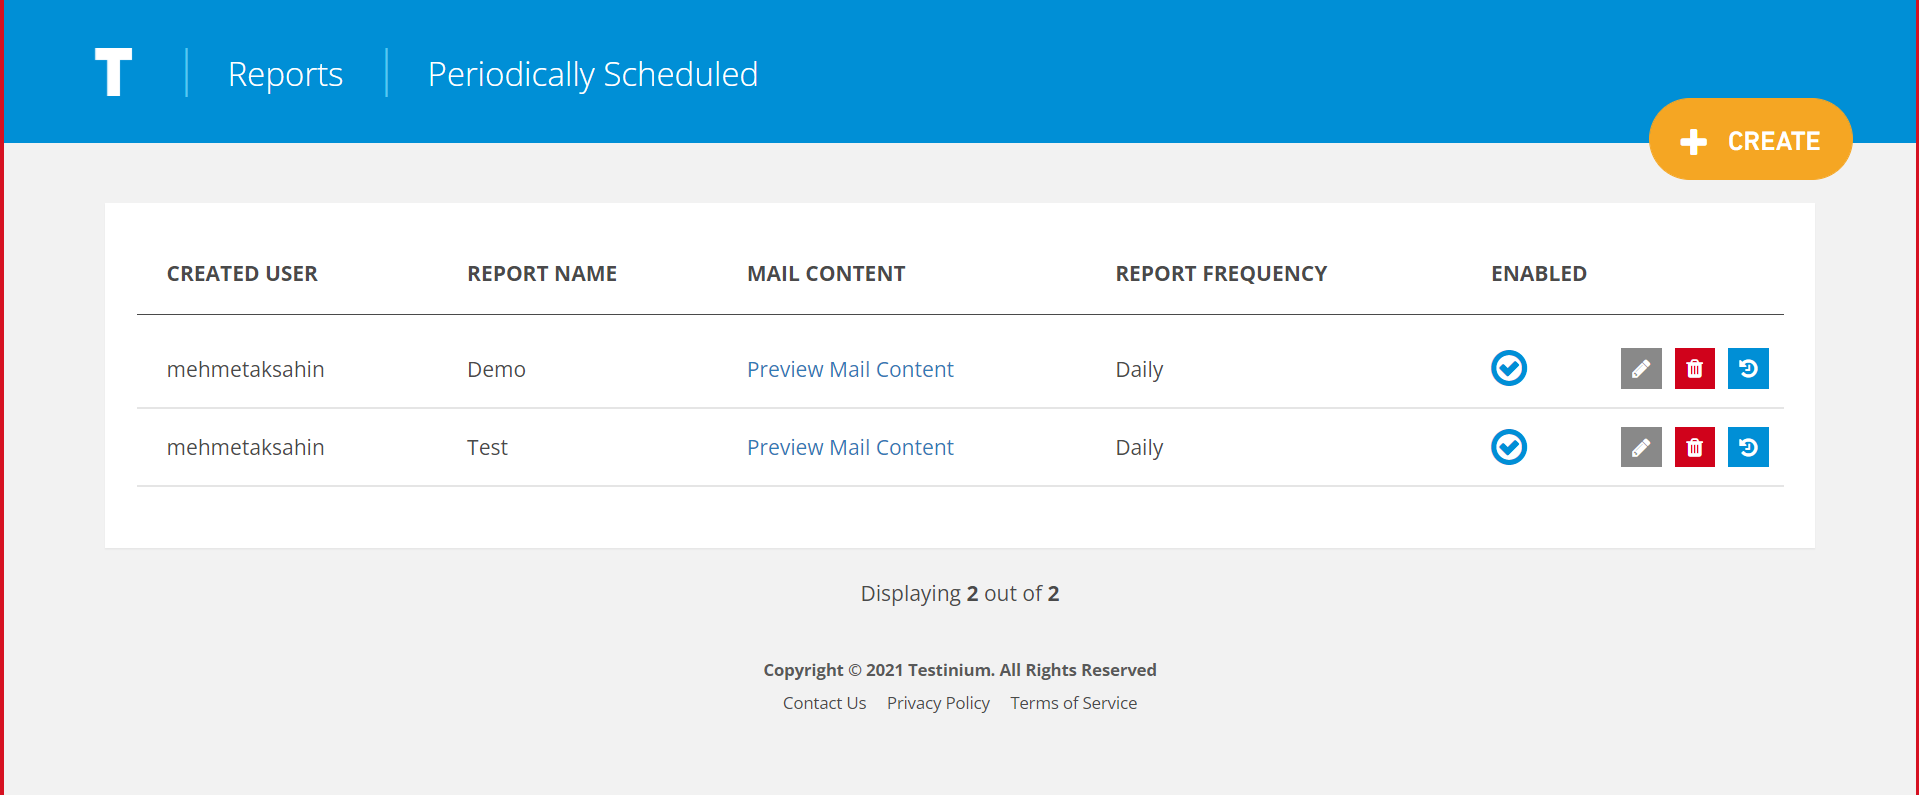 T Reports Periodically Scheduled
CREATE
CREATED USER REPORT NAME MAIL CONTENT REPORT FREQUENCY ENABLED
mehmetaksahin Demo Preview Mail Content Daily
mehmetaksahin Test Preview Mail Content Daily
Displaying 2 out of 2
Copyright © 2021 Testinium. All Rights Reserved
Contact Us Privacy Policy Terms of Service